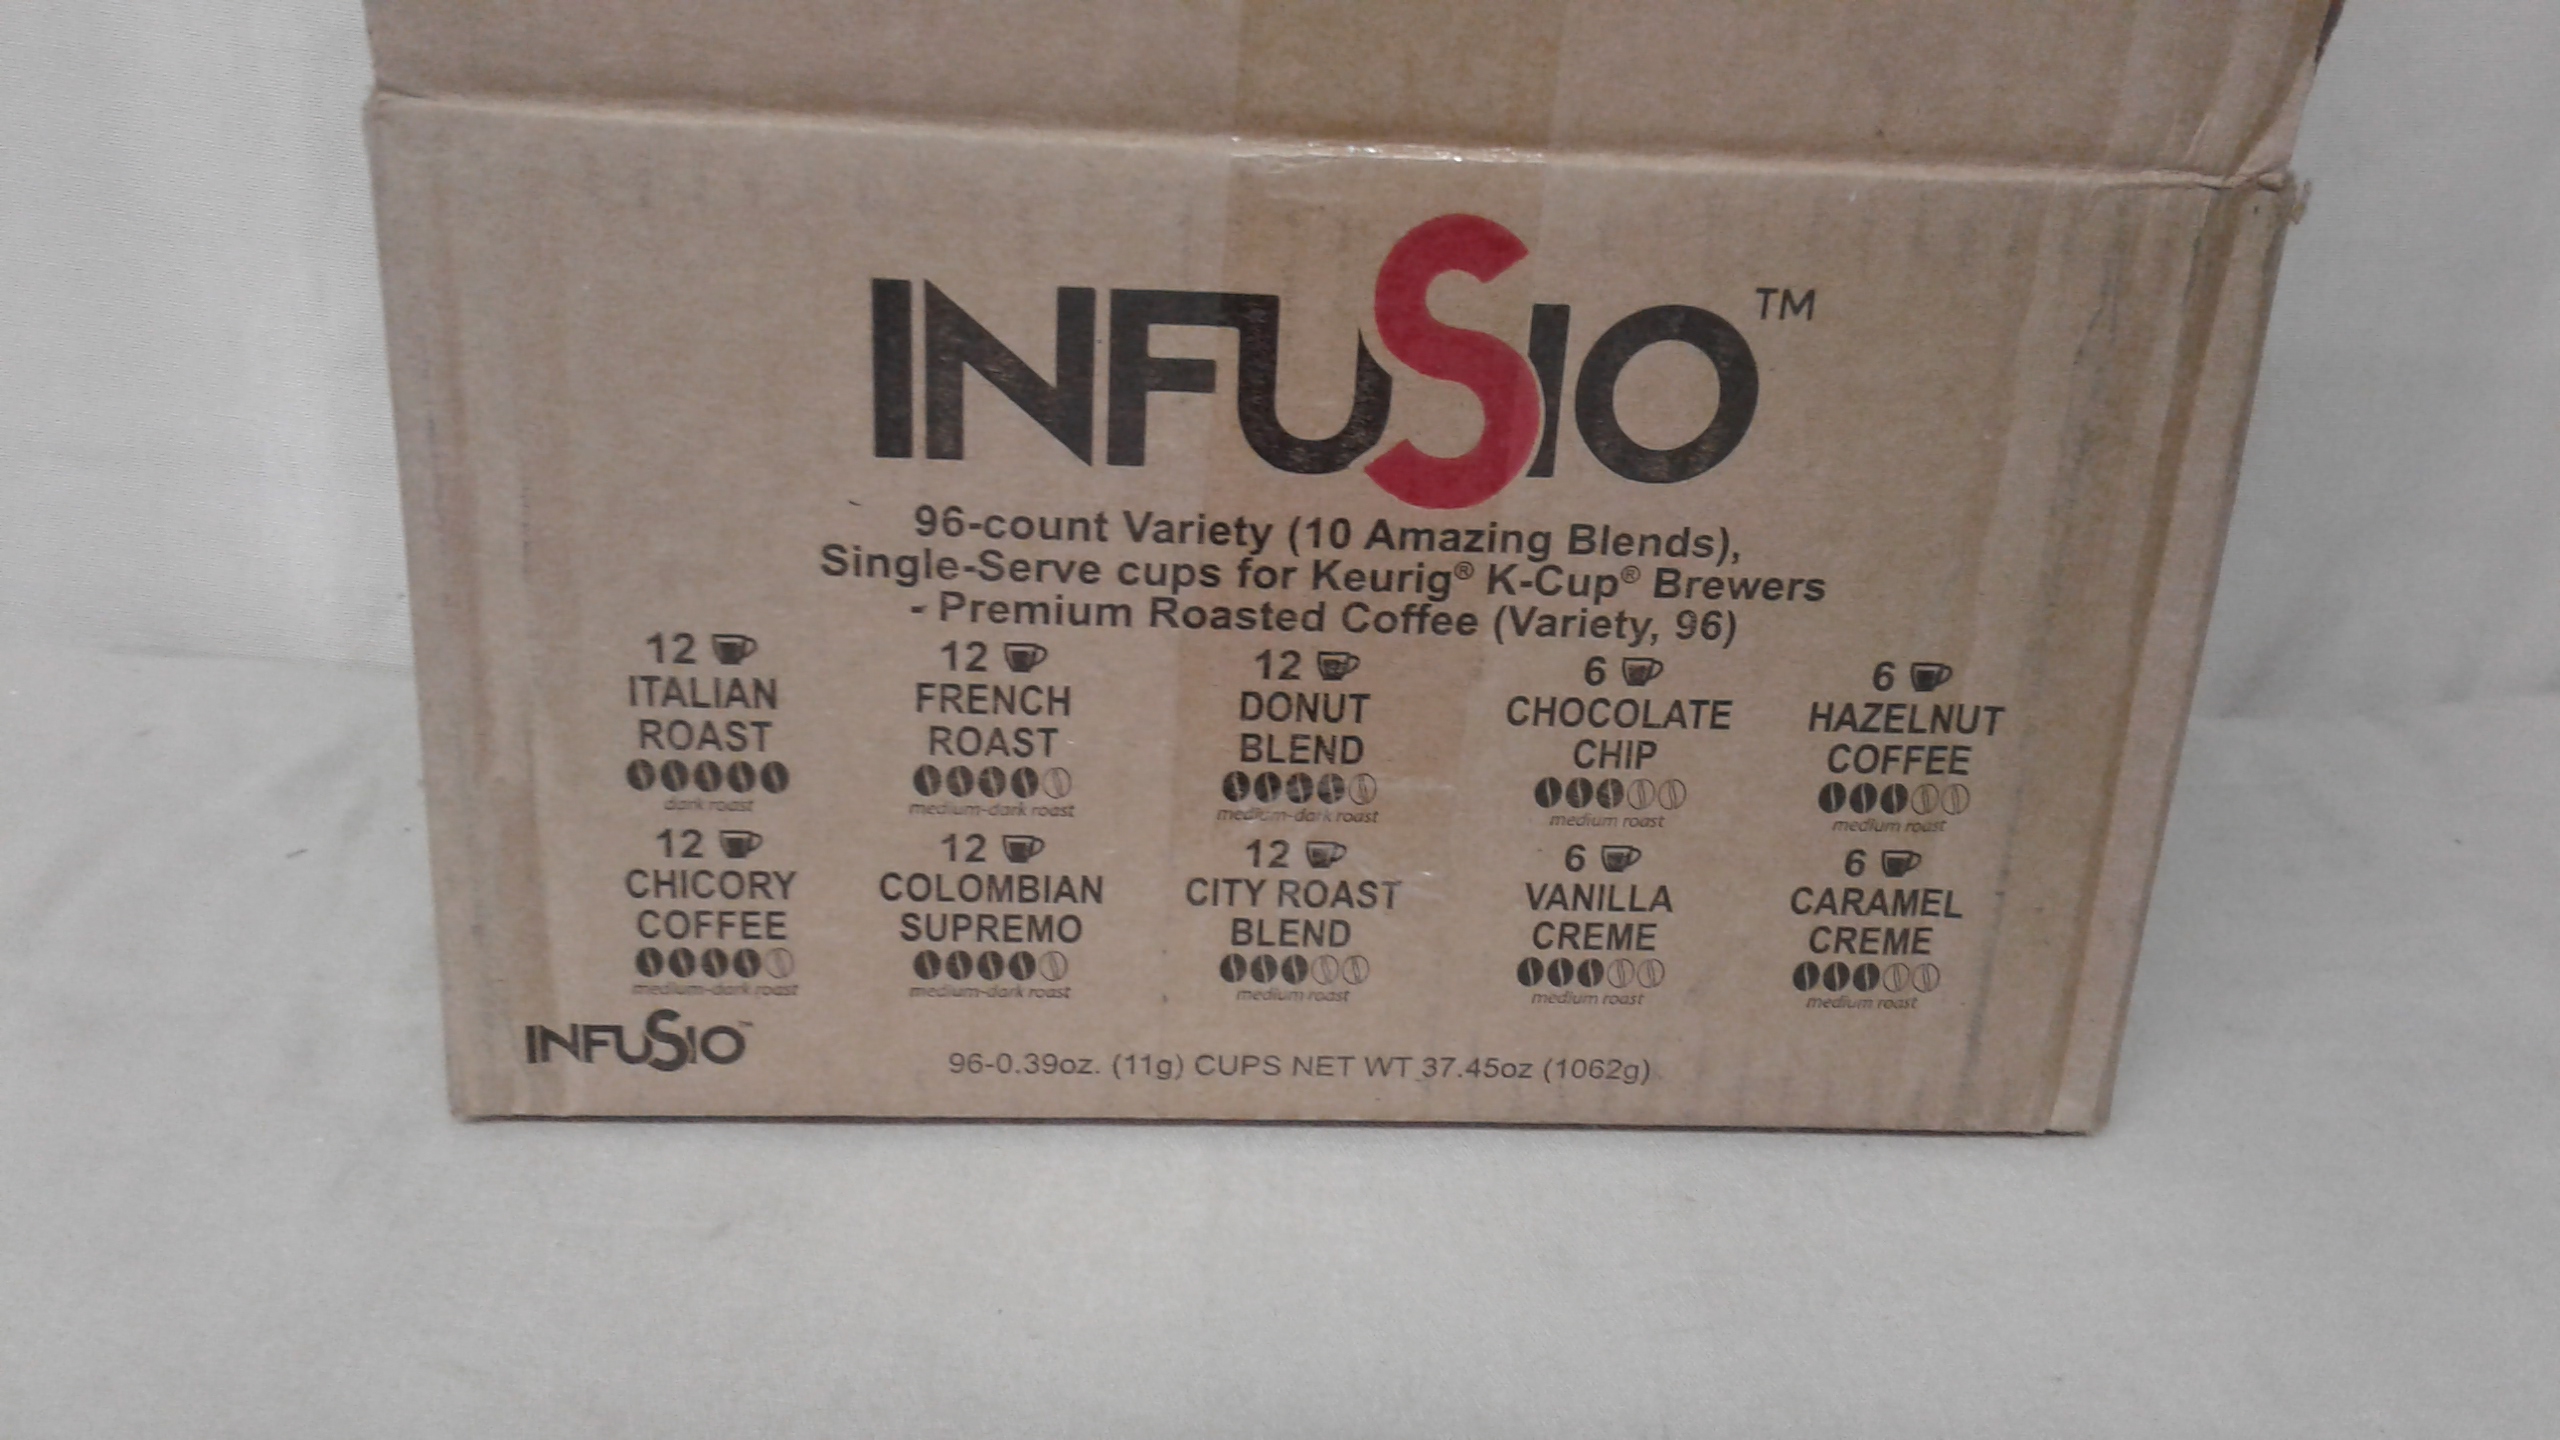 INFUSIO™
96-count Variety (10 Amazing Blends),
Single-Serve cups for Keurig® K-Cup® Brewers
- Premium Roasted Coffee (Variety, 96)
12
ITALIAN
ROAST
dark roast
12
FRENCH
ROAST
medium-dark roast
12
DONUT
BLEND
medium-dark roast
6
CHOCOLATE
CHIP
medium roast
6
HAZELNUT
COFFEE
medium roast
12
CHICORY
COFFEE
medium-dark roast
12
COLOMBIAN
SUPREMO
medium-dark roast
12
CITY ROAST
BLEND
medium roast
6
VANILLA
CREME
medium roast
6
CARAMEL
CREME
medium roast
INFUSIO™
96-0.39oz. (11g) CUPS NET WT 37.45oz (1062g)